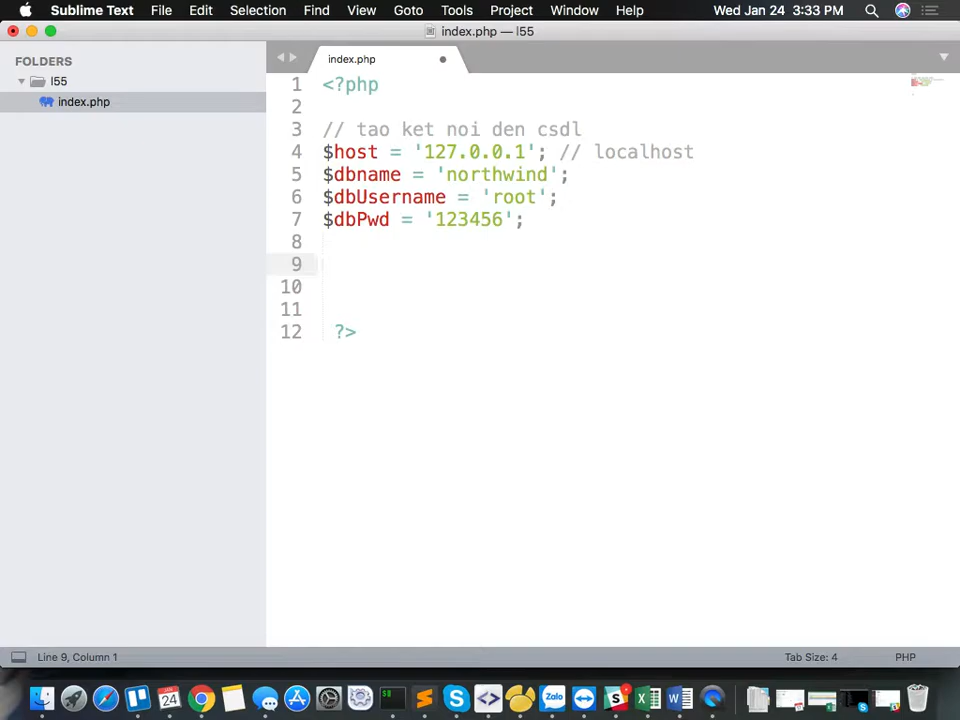 Sublime Text File Edit Selection Find View Goto Tools Project Window Help Wed Jan 24 3:33 PM
index.php — l55
FOLDERS
l55
index.php
index.php
1 <?php
2
3 // tao ket noi den csdl
4 $host = '127.0.0.1'; // localhost
5 $dbname = 'northwind';
6 $dbUsername = 'root';
7 $dbPwd = '123456';
8
9
10
11
12 ?>
Line 9, Column 1 Tab Size: 4 PHP
24 Zalo